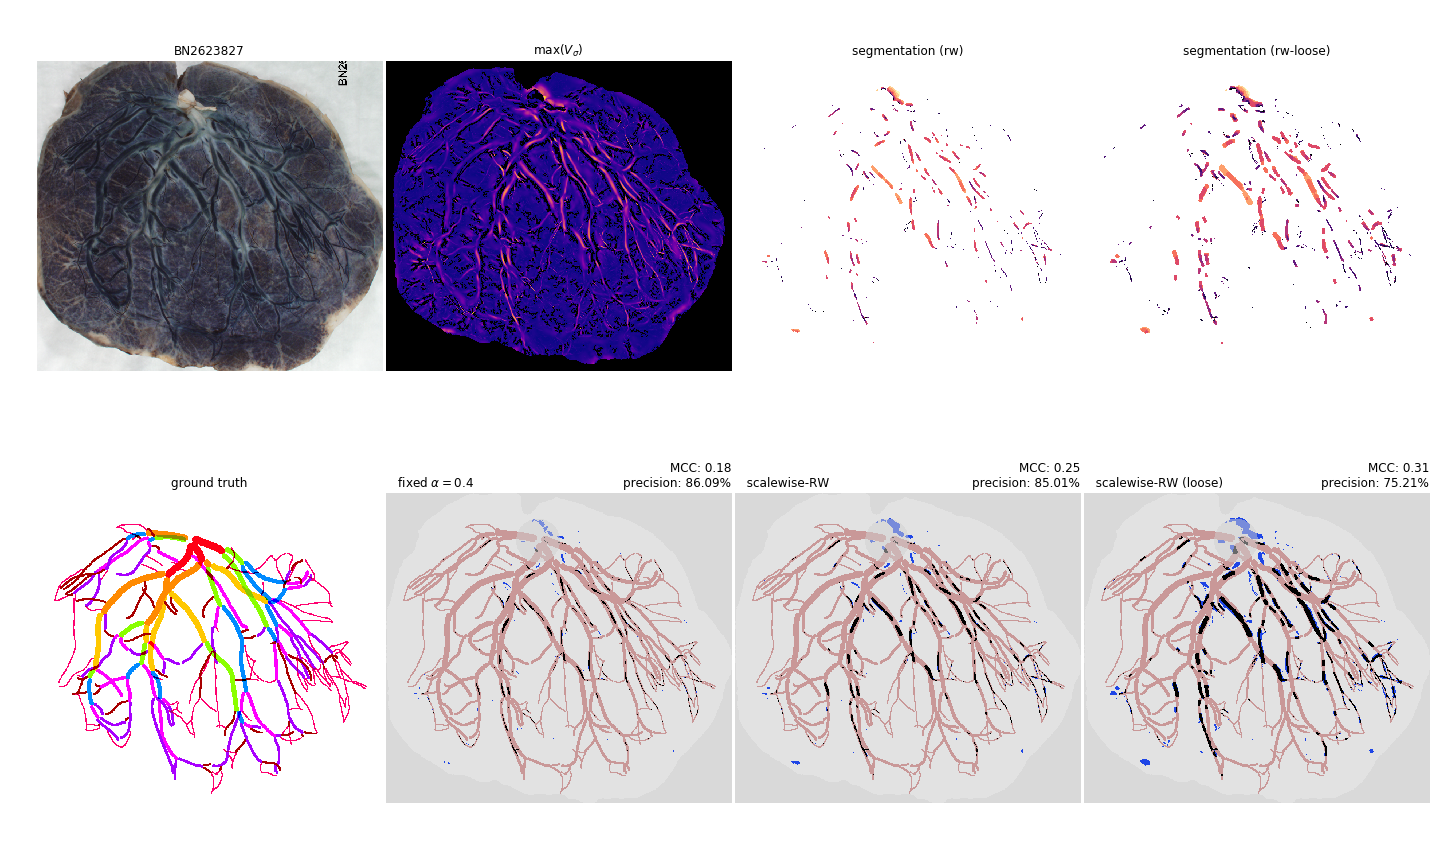 BN2623827
max(Vσ)
segmentation (rw)
segmentation (rw-loose)
ground truth
fixed α = 0.4
MCC: 0.18
precision: 86.09%
scalewise-RW
MCC: 0.25
precision: 85.01%
scalewise-RW (loose)
MCC: 0.31
precision: 75.21%